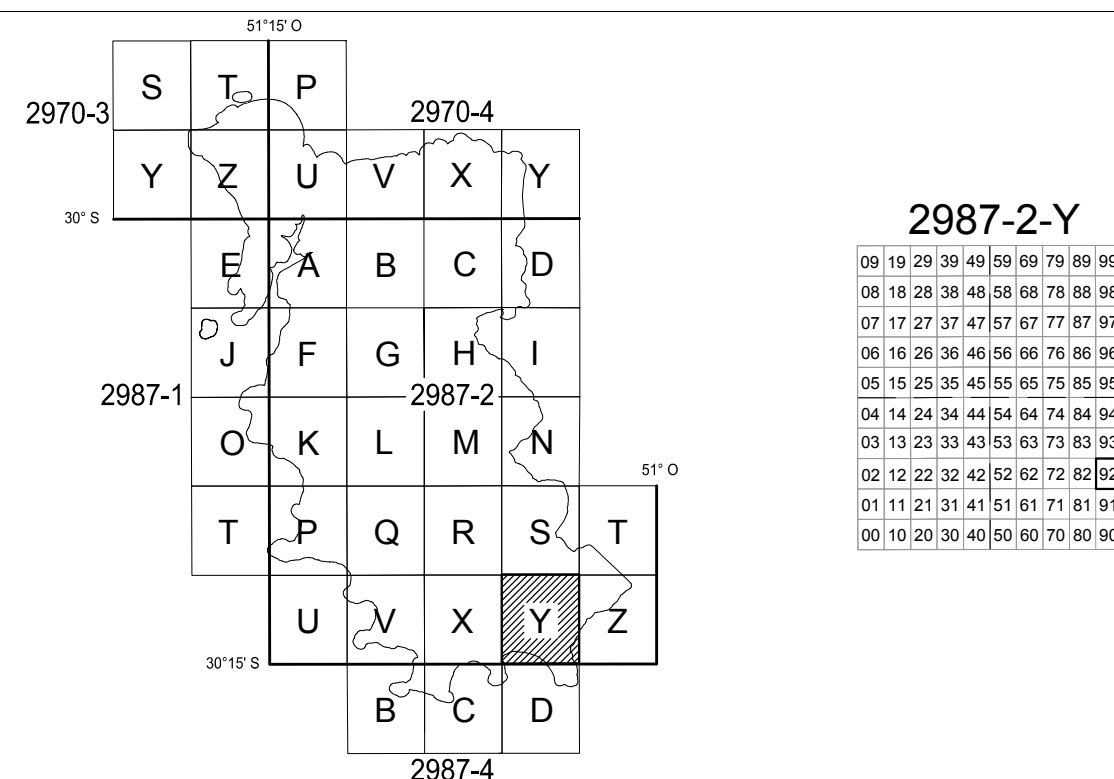 51°15' O
S T P
2970-3 2970-4
Y Z U V X Y
30° S
E A B C D
J F G H I
2987-1 2987-2
O K L M N
51° O
T P Q R S T
U V X Y Z
30°15' S
B C D
2987-4
2987-2-Y
09 19 29 39 49 59 69 79 89 99
08 18 28 38 48 58 68 78 88 98
07 17 27 37 47 57 67 77 87 97
06 16 26 36 46 56 66 76 86 96
05 15 25 35 45 55 65 75 85 95
04 14 24 34 44 54 64 74 84 94
03 13 23 33 43 53 63 73 83 93
02 12 22 32 42 52 62 72 82 92
01 11 21 31 41 51 61 71 81 91
00 10 20 30 40 50 60 70 80 90